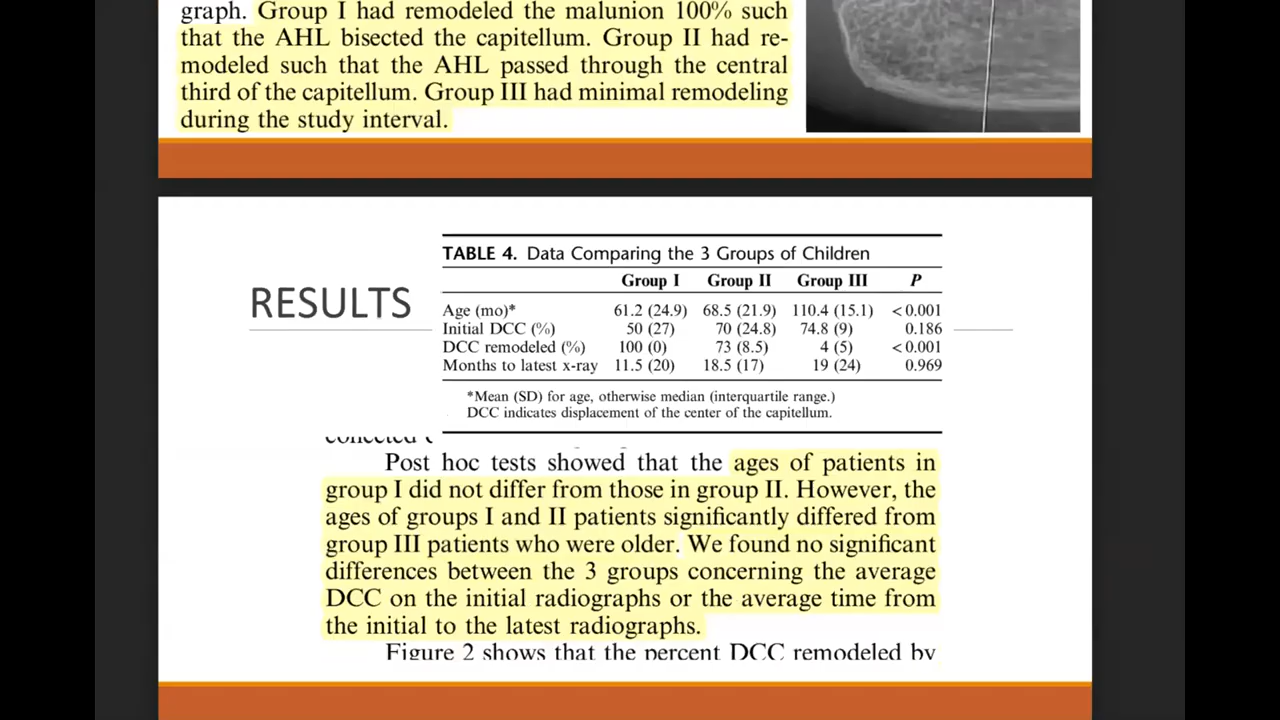 graph. Group I had remodeled the malunion 100% such
that the AHL bisected the capitellum. Group II had re-
modeled such that the AHL passed through the central
third of the capitellum. Group III had minimal remodeling
during the study interval.
RESULTS
TABLE 4. Data Comparing the 3 Groups of Children
Group I Group II Group III P
Age (mo)* 61.2 (24.9) 68.5 (21.9) 110.4 (15.1) < 0.001
Initial DCC (%) 50 (27) 70 (24.8) 74.8 (9) 0.186
DCC remodeled (%) 100 (0) 73 (8.5) 4 (5) < 0.001
Months to latest x-ray 11.5 (20) 18.5 (17) 19 (24) 0.969
*Mean (SD) for age, otherwise median (interquartile range.)
DCC indicates displacement of the center of the capitellum.
Post hoc tests showed that the ages of patients in
group I did not differ from those in group II. However, the
ages of groups I and II patients significantly differed from
group III patients who were older. We found no significant
differences between the 3 groups concerning the average
DCC on the initial radiographs or the average time from
the initial to the latest radiographs.
Figure 2 shows that the percent DCC remodeled by